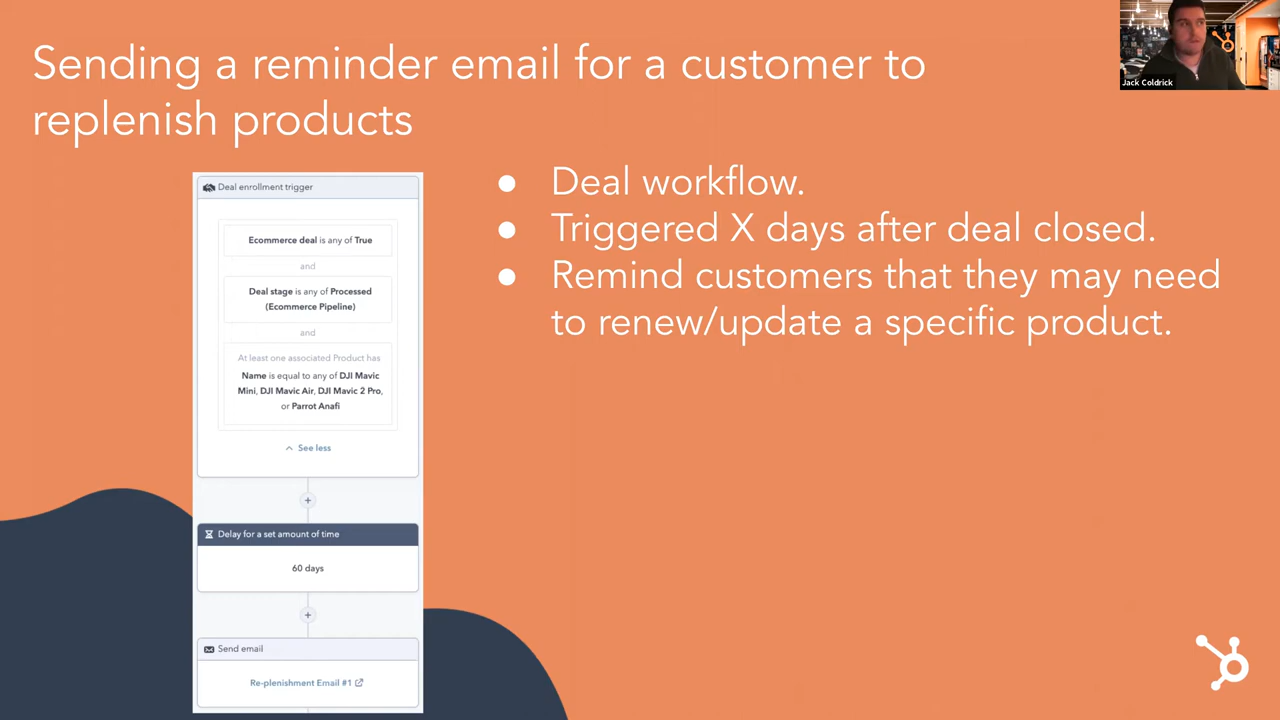 Sending a reminder email for a customer to
replenish products
Jack Coldrick
Deal enrollment trigger
Ecommerce deal is any of True
and
Deal stage is any of Processed
(Ecommerce Pipeline)
and
At least one associated Product has
Name is equal to any of DJI Mavic
Mini, DJI Mavic Air, DJI Mavic 2 Pro,
or Parrot Anafi
See less
Delay for a set amount of time
60 days
Send email
Re-plenishment Email #1
● Deal workflow.
● Triggered X days after deal closed.
● Remind customers that they may need
to renew/update a specific product.